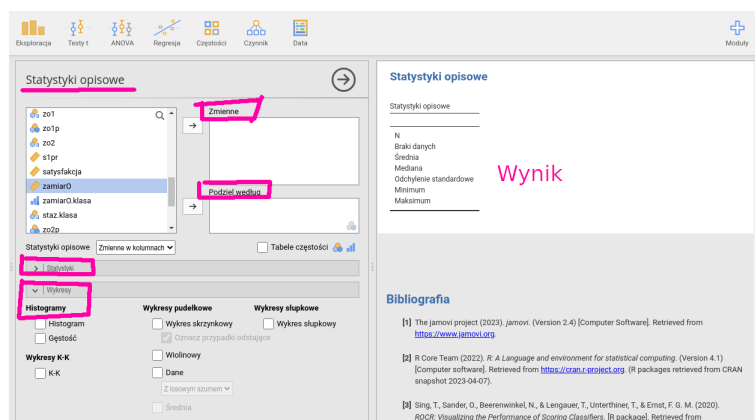 Eksploracja Testy t ANOVA Regresja Częstości Czynnik Data Moduły
Statystyki opisowe
zo1
zo1p
zo2
s1pr
satysfakcja
zamiarO
zamiarO.klasa
staz.klasa
zo2p
Zmienne
Podziel według
Statystyki opisowe Zmienne w kolumnach Tabele częstości
Statystyki
Wykresy
Histogramy
Histogram
Gęstość
Wykresy K-K
K-K
Wykresy pudełkowe
Wykres skrzynkowy
Oznacz przypadki odstające
Wiolinowy
Dane
Z losowym szumem
Średnia
Wykresy słupkowe
Wykres słupkowy
Statystyki opisowe
Statystyki opisowe
N
Braki danych
Średnia
Mediana
Odchylenie standardowe
Minimum
Maksimum
Wynik
Bibliografia
[1] The jamovi project (2023). jamovi. (Version 2.4) [Computer Software]. Retrieved from
https://www.jamovi.org.
[2] R Core Team (2022). R: A Language and environment for statistical computing. (Version 4.1)
[Computer software]. Retrieved from https://cran.r-project.org. (R packages retrieved from CRAN
snapshot 2023-04-07).
[3] Sing, T., Sander, O., Beerenwinkel, N., & Lengauer, T., Unterthiner, T., & Ernst, F. G. M. (2020).
ROCR: Visualizing the Performance of Scoring Classifiers. [R package]. Retrieved from